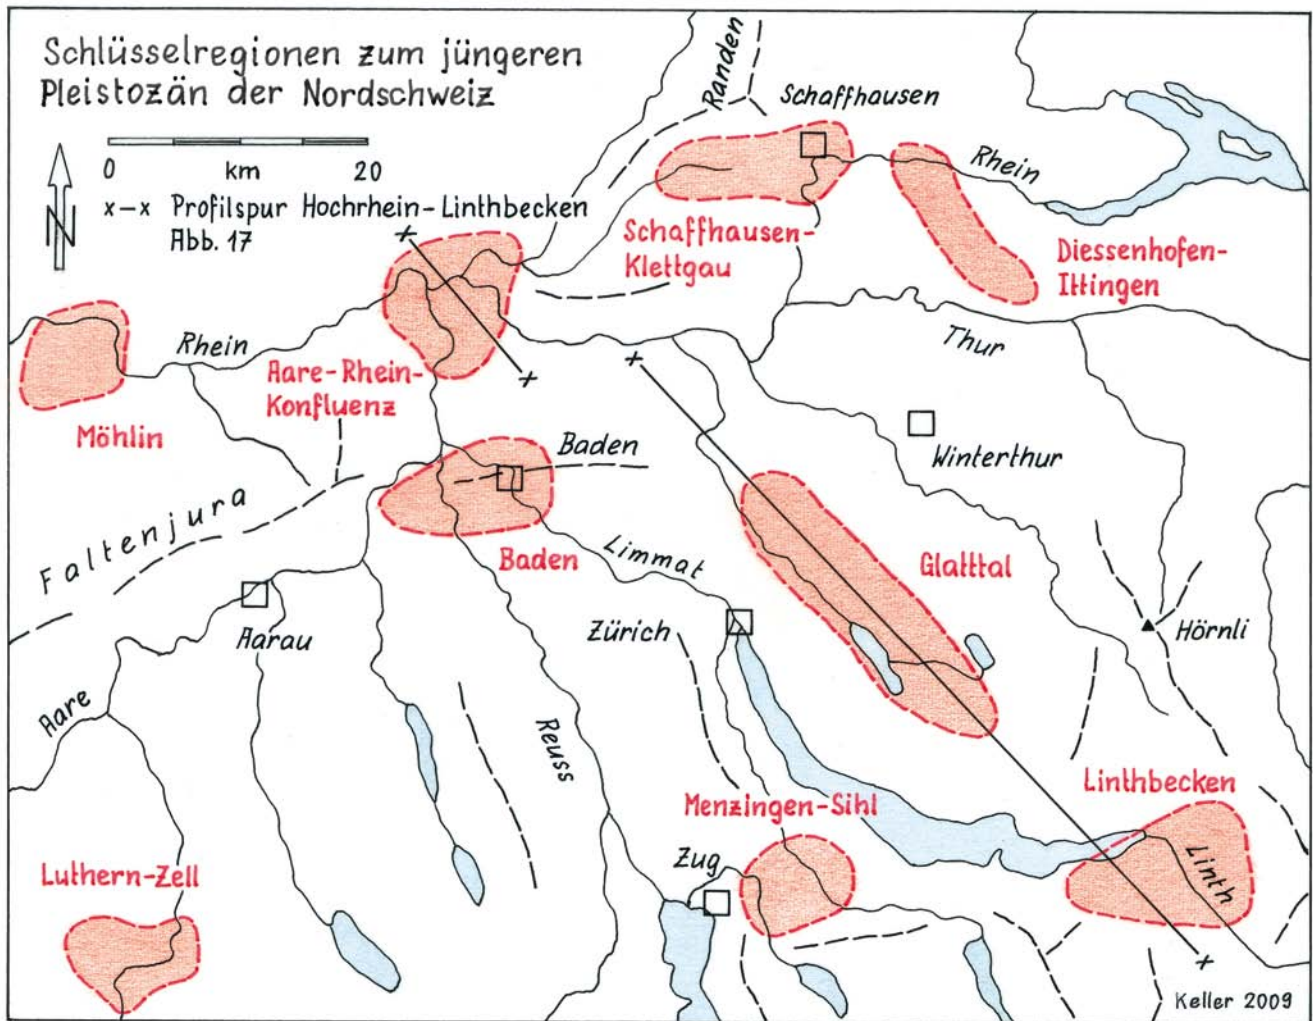 Schlüsselregionen zum jüngeren
Pleistozän der Nordschweiz
0 km 20
N
x–x Profilspur Hochrhein–Linthbecken
Abb. 17
Randen
Schaffhausen
Rhein
Schaffhausen-
Klettgau
Diessenhofen-
Ittingen
Möhlin
Rhein
Aare-Rhein-
Konfluenz
Thur
Baden
Winterthur
Faltenjura
Baden
Limmat
Glatttal
Aarau
Zürich
Hörnli
Aare
Reuss
Menzingen-Sihl
Linthbecken
Luthern-Zell
Zug
Linth
Keller 2009